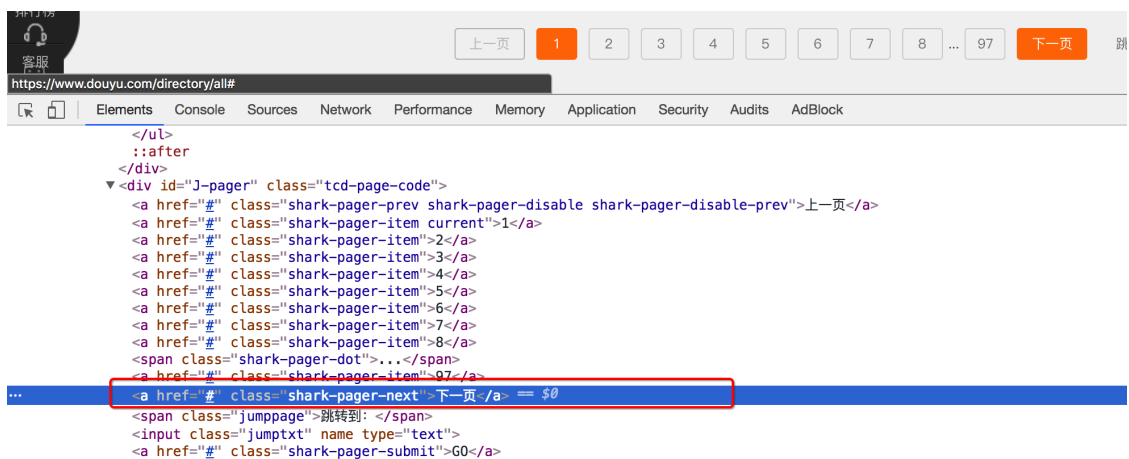 排行榜
客服
上一页 1 2 3 4 5 6 7 8 ... 97 下一页 跳
https://www.douyu.com/directory/all#
Elements Console Sources Network Performance Memory Application Security Audits AdBlock
</ul>
::after
</div>
▼<div id="J-pager" class="tcd-page-code">
<a href="#" class="shark-pager-prev shark-pager-disable shark-pager-disable-prev">上一页</a>
<a href="#" class="shark-pager-item current">1</a>
<a href="#" class="shark-pager-item">2</a>
<a href="#" class="shark-pager-item">3</a>
<a href="#" class="shark-pager-item">4</a>
<a href="#" class="shark-pager-item">5</a>
<a href="#" class="shark-pager-item">6</a>
<a href="#" class="shark-pager-item">7</a>
<a href="#" class="shark-pager-item">8</a>
<span class="shark-pager-dot">...</span>
<a href="#" class="shark-pager-item">97</a>
... <a href="#" class="shark-pager-next">下一页</a> == $0
<span class="jumppage">跳转到：</span>
<input class="jumptxt" name type="text">
<a href="#" class="shark-pager-submit">GO</a>